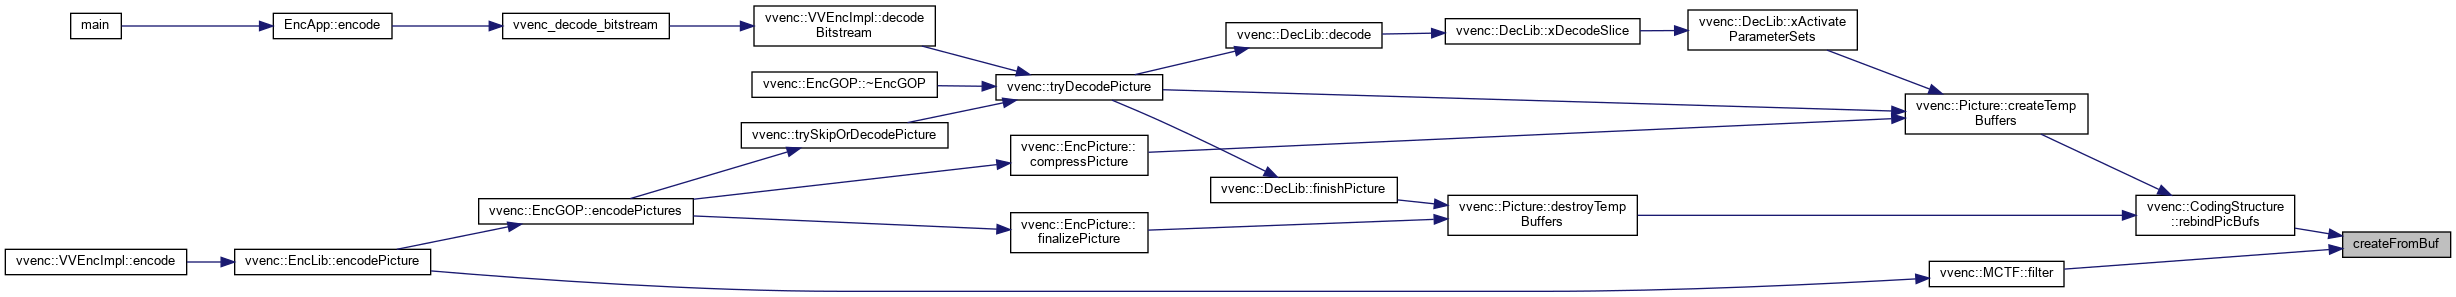 main
EncApp::encode
vvenc_decode_bitstream
vvenc::VVEncImpl::decode
Bitstream
vvenc::DecLib::decode
vvenc::DecLib::xDecodeSlice
vvenc::DecLib::xActivate
ParameterSets
vvenc::EncGOP::~EncGOP
vvenc::tryDecodePicture
vvenc::Picture::createTemp
Buffers
vvenc::trySkipOrDecodePicture
vvenc::EncPicture::
compressPicture
vvenc::DecLib::finishPicture
vvenc::EncGOP::encodePictures
vvenc::EncPicture::
finalizePicture
vvenc::Picture::destroyTemp
Buffers
vvenc::CodingStructure
::rebindPicBufs
createFromBuf
vvenc::VVEncImpl::encode
vvenc::EncLib::encodePicture
vvenc::MCTF::filter